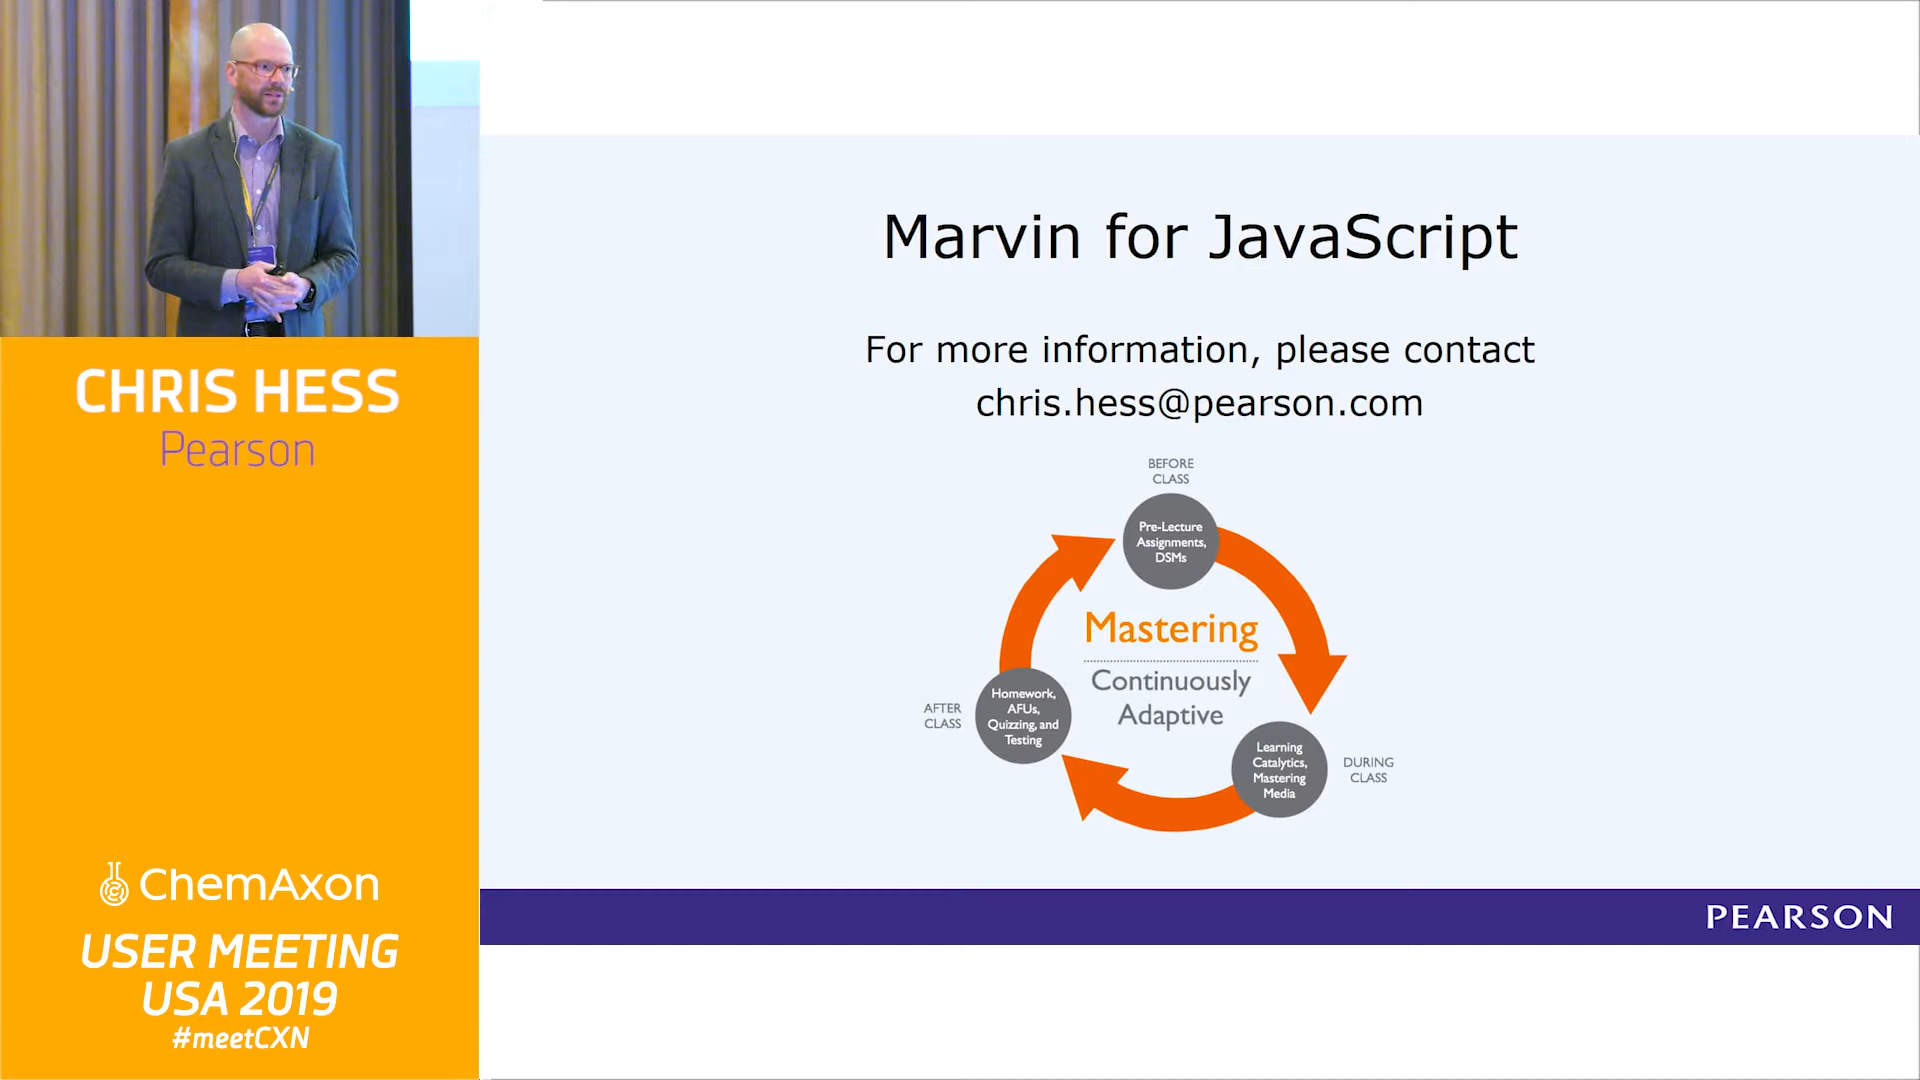 CHRIS HESS
Pearson
ChemAxon
USER MEETING
USA 2019
#meetCXN
Marvin for JavaScript
For more information, please contact
chris.hess@pearson.com
BEFORE
CLASS
Pre-Lecture
Assignments,
DSMs
Mastering
Continuously
Adaptive
AFTER
CLASS
Homework,
AFUs,
Quizzing, and
Testing
Learning
Catalytics,
Mastering
Media
DURING
CLASS
PEARSON